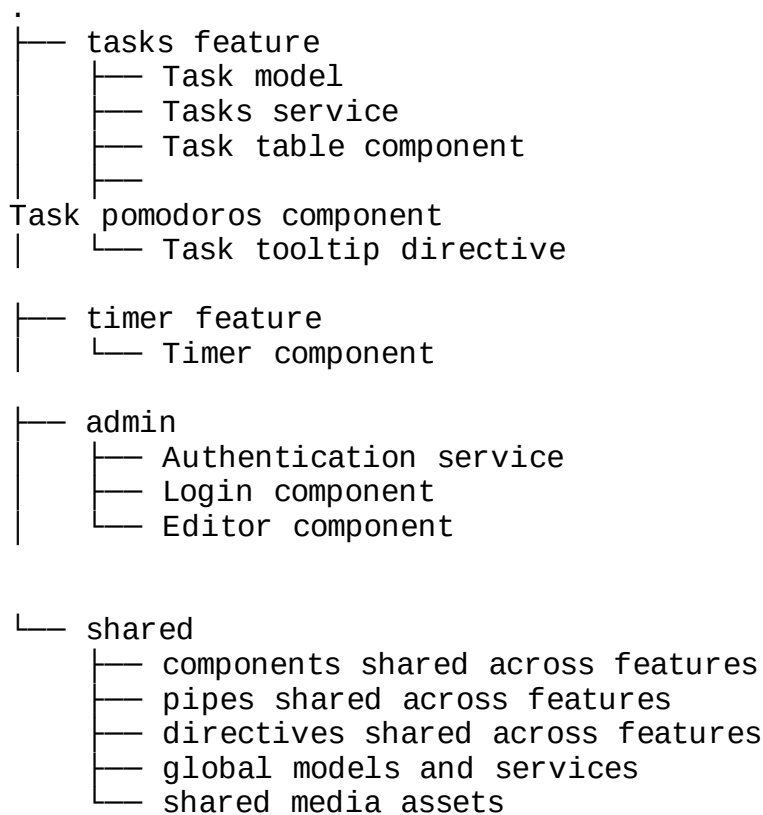 .
├── tasks feature
│   ├── Task model
│   ├── Tasks service
│   ├── Task table component
│   ├──
Task pomodoros component
│   └── Task tooltip directive
├── timer feature
│   └── Timer component
├── admin
│   ├── Authentication service
│   ├── Login component
│   └── Editor component
└── shared
    ├── components shared across features
    ├── pipes shared across features
    ├── directives shared across features
    ├── global models and services
    └── shared media assets